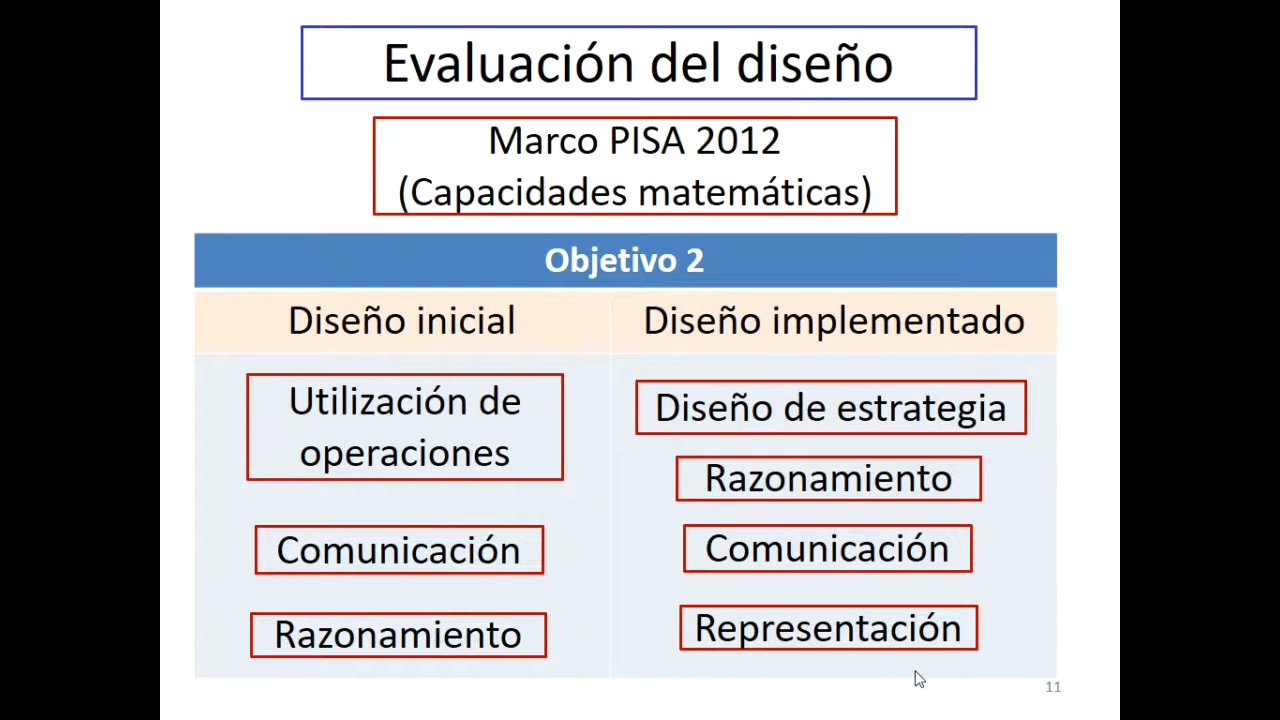 Evaluación del diseño
Marco PISA 2012
(Capacidades matemáticas)
Objetivo 2
Diseño inicial
Diseño implementado
Utilización de
operaciones
Comunicación
Razonamiento
Diseño de estrategia
Razonamiento
Comunicación
Representación
11